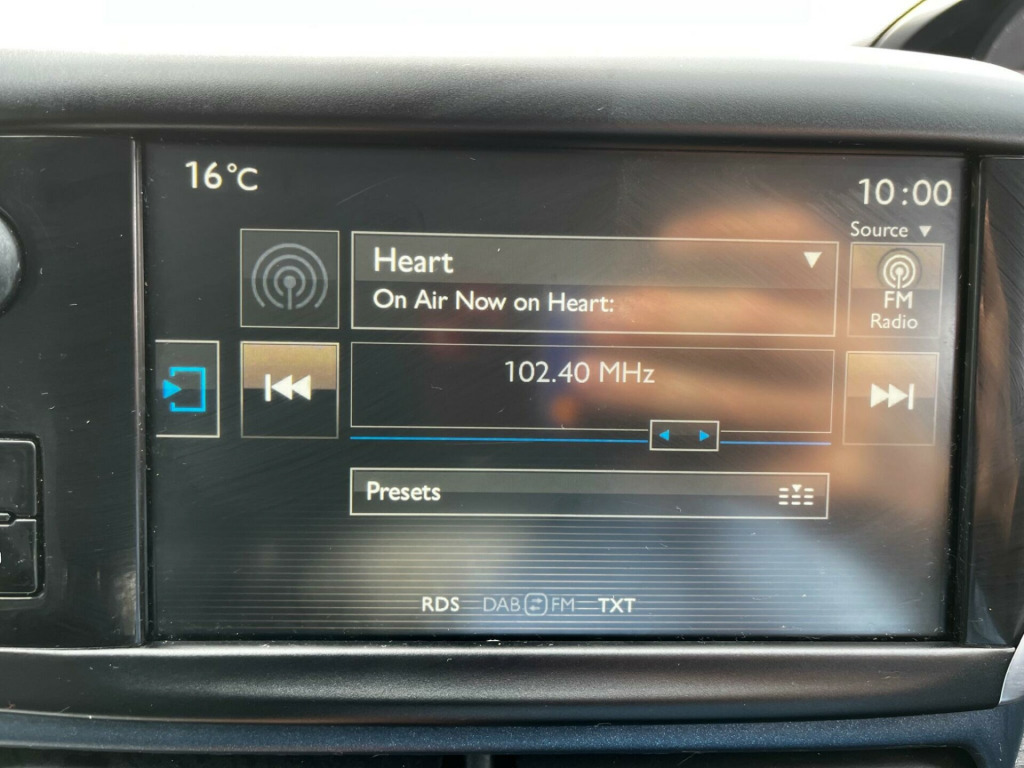 16°C
10:00
Source
Heart
On Air Now on Heart:
FM
Radio
102.40 MHz
Presets
RDS DAB FM TXT